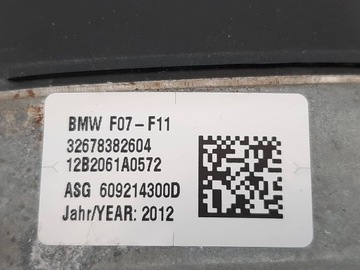 BMW F07-F11
32678382604
12B2061A0572
ASG 609214300D
Jahr/YEAR: 2012